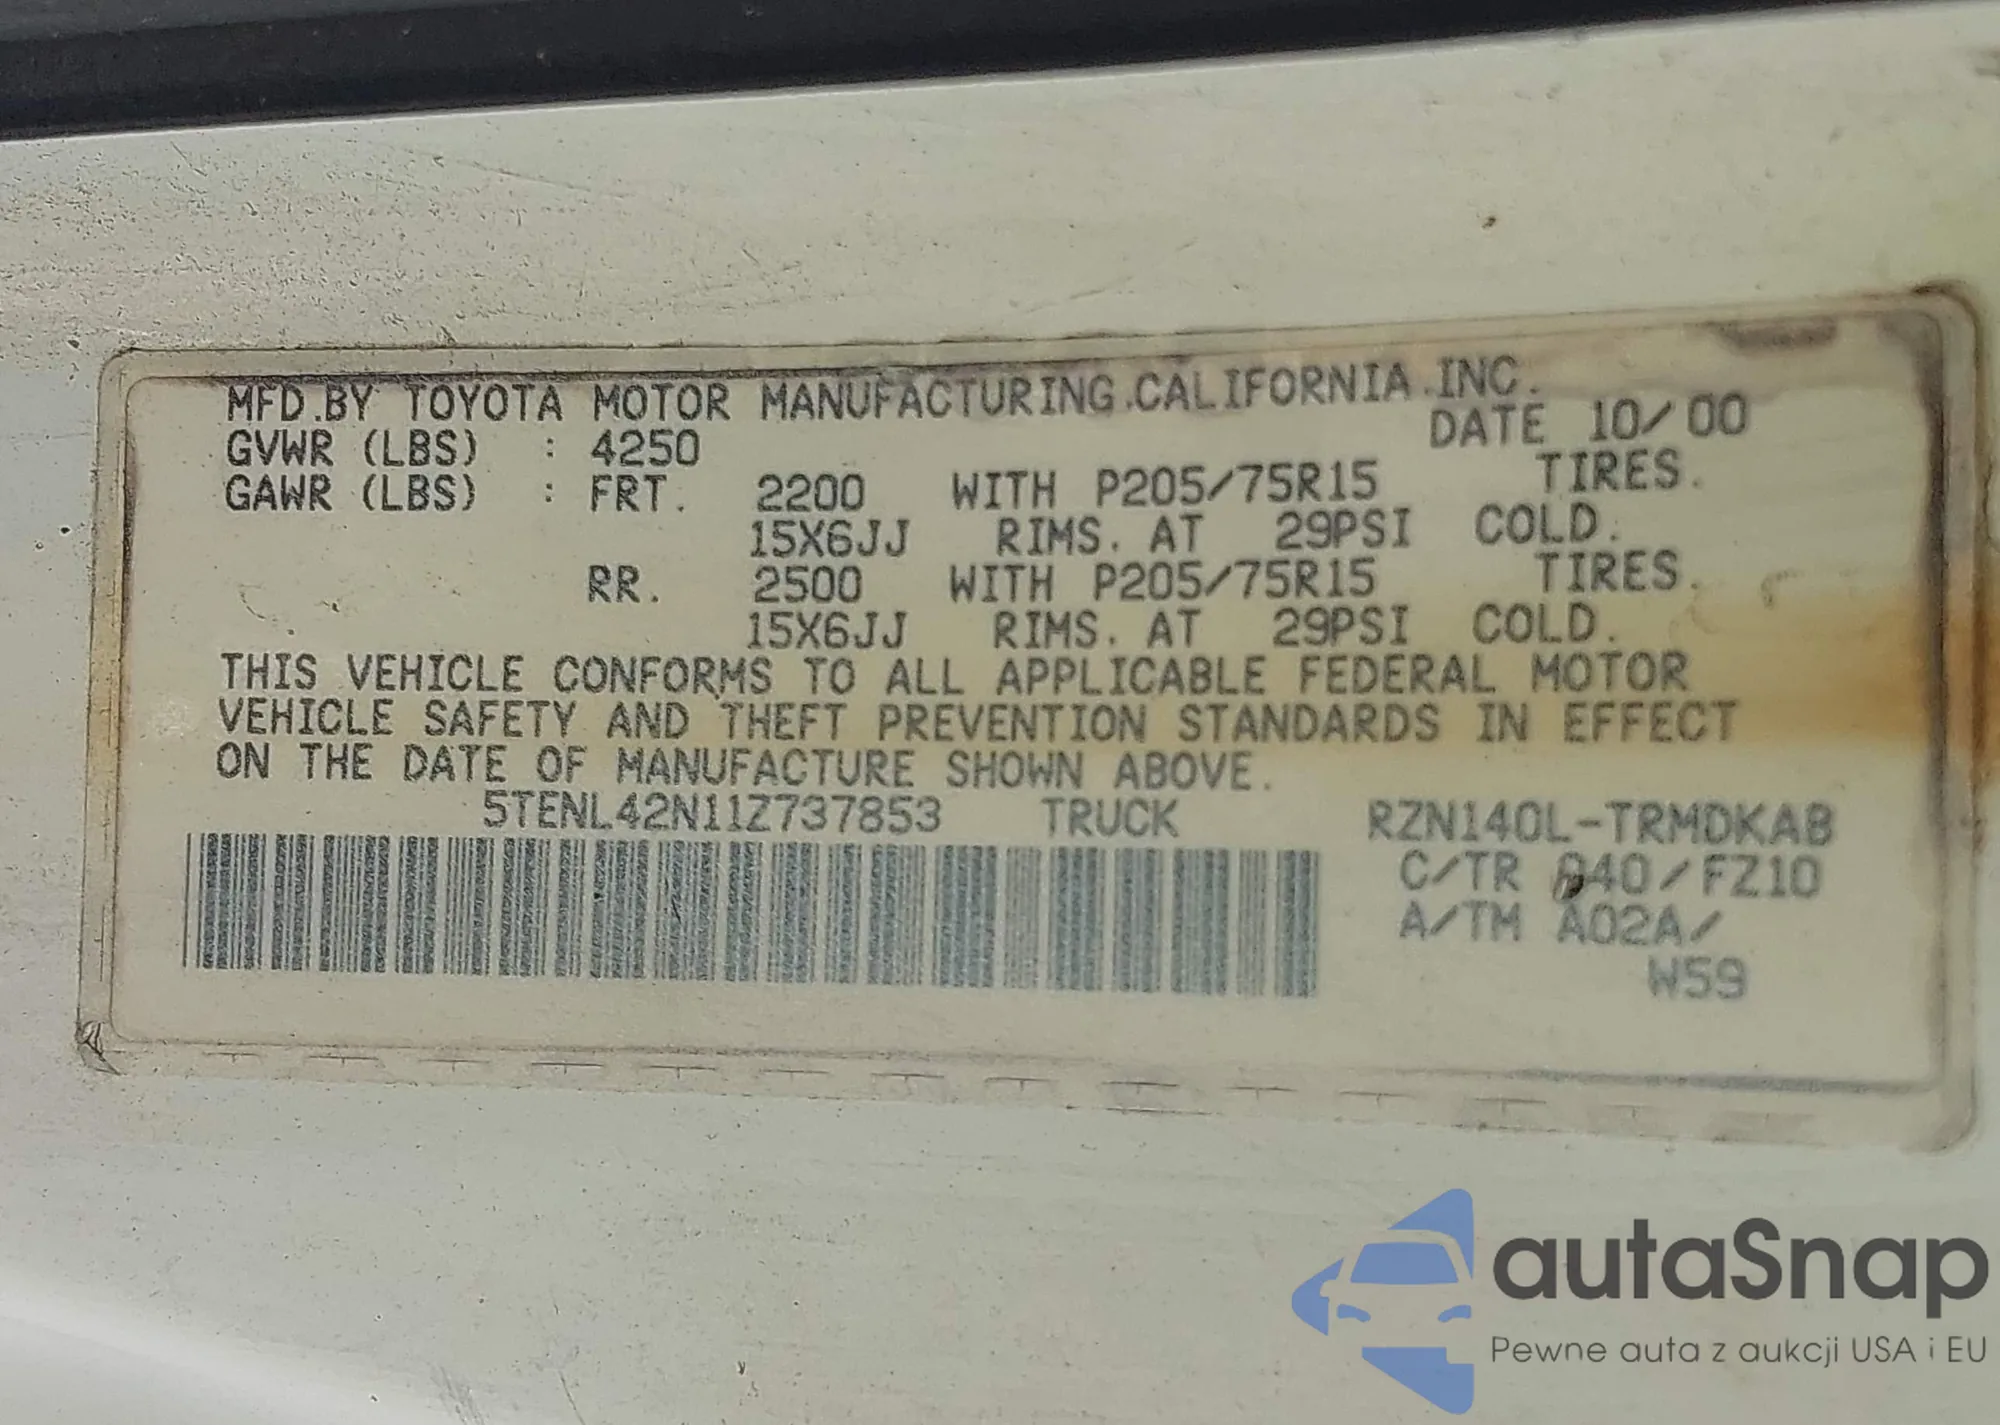 MFD.BY TOYOTA MOTOR MANUFACTURING.CALIFORNIA.INC.
DATE 10/00
GVWR (LBS) : 4250
GAWR (LBS) : FRT. 2200 WITH P205/75R15 TIRES.
15X6JJ RIMS. AT 29PSI COLD.
RR. 2500 WITH P205/75R15 TIRES.
15X6JJ RIMS. AT 29PSI COLD.
THIS VEHICLE CONFORMS TO ALL APPLICABLE FEDERAL MOTOR
VEHICLE SAFETY AND THEFT PREVENTION STANDARDS IN EFFECT
ON THE DATE OF MANUFACTURE SHOWN ABOVE.
5TENL42N11Z737853 TRUCK RZN140L-TRMDKAB
C/TR /FZ10
A/TM A02A/
W59
autaSnap
Pewne auta z aukcji USA i EU